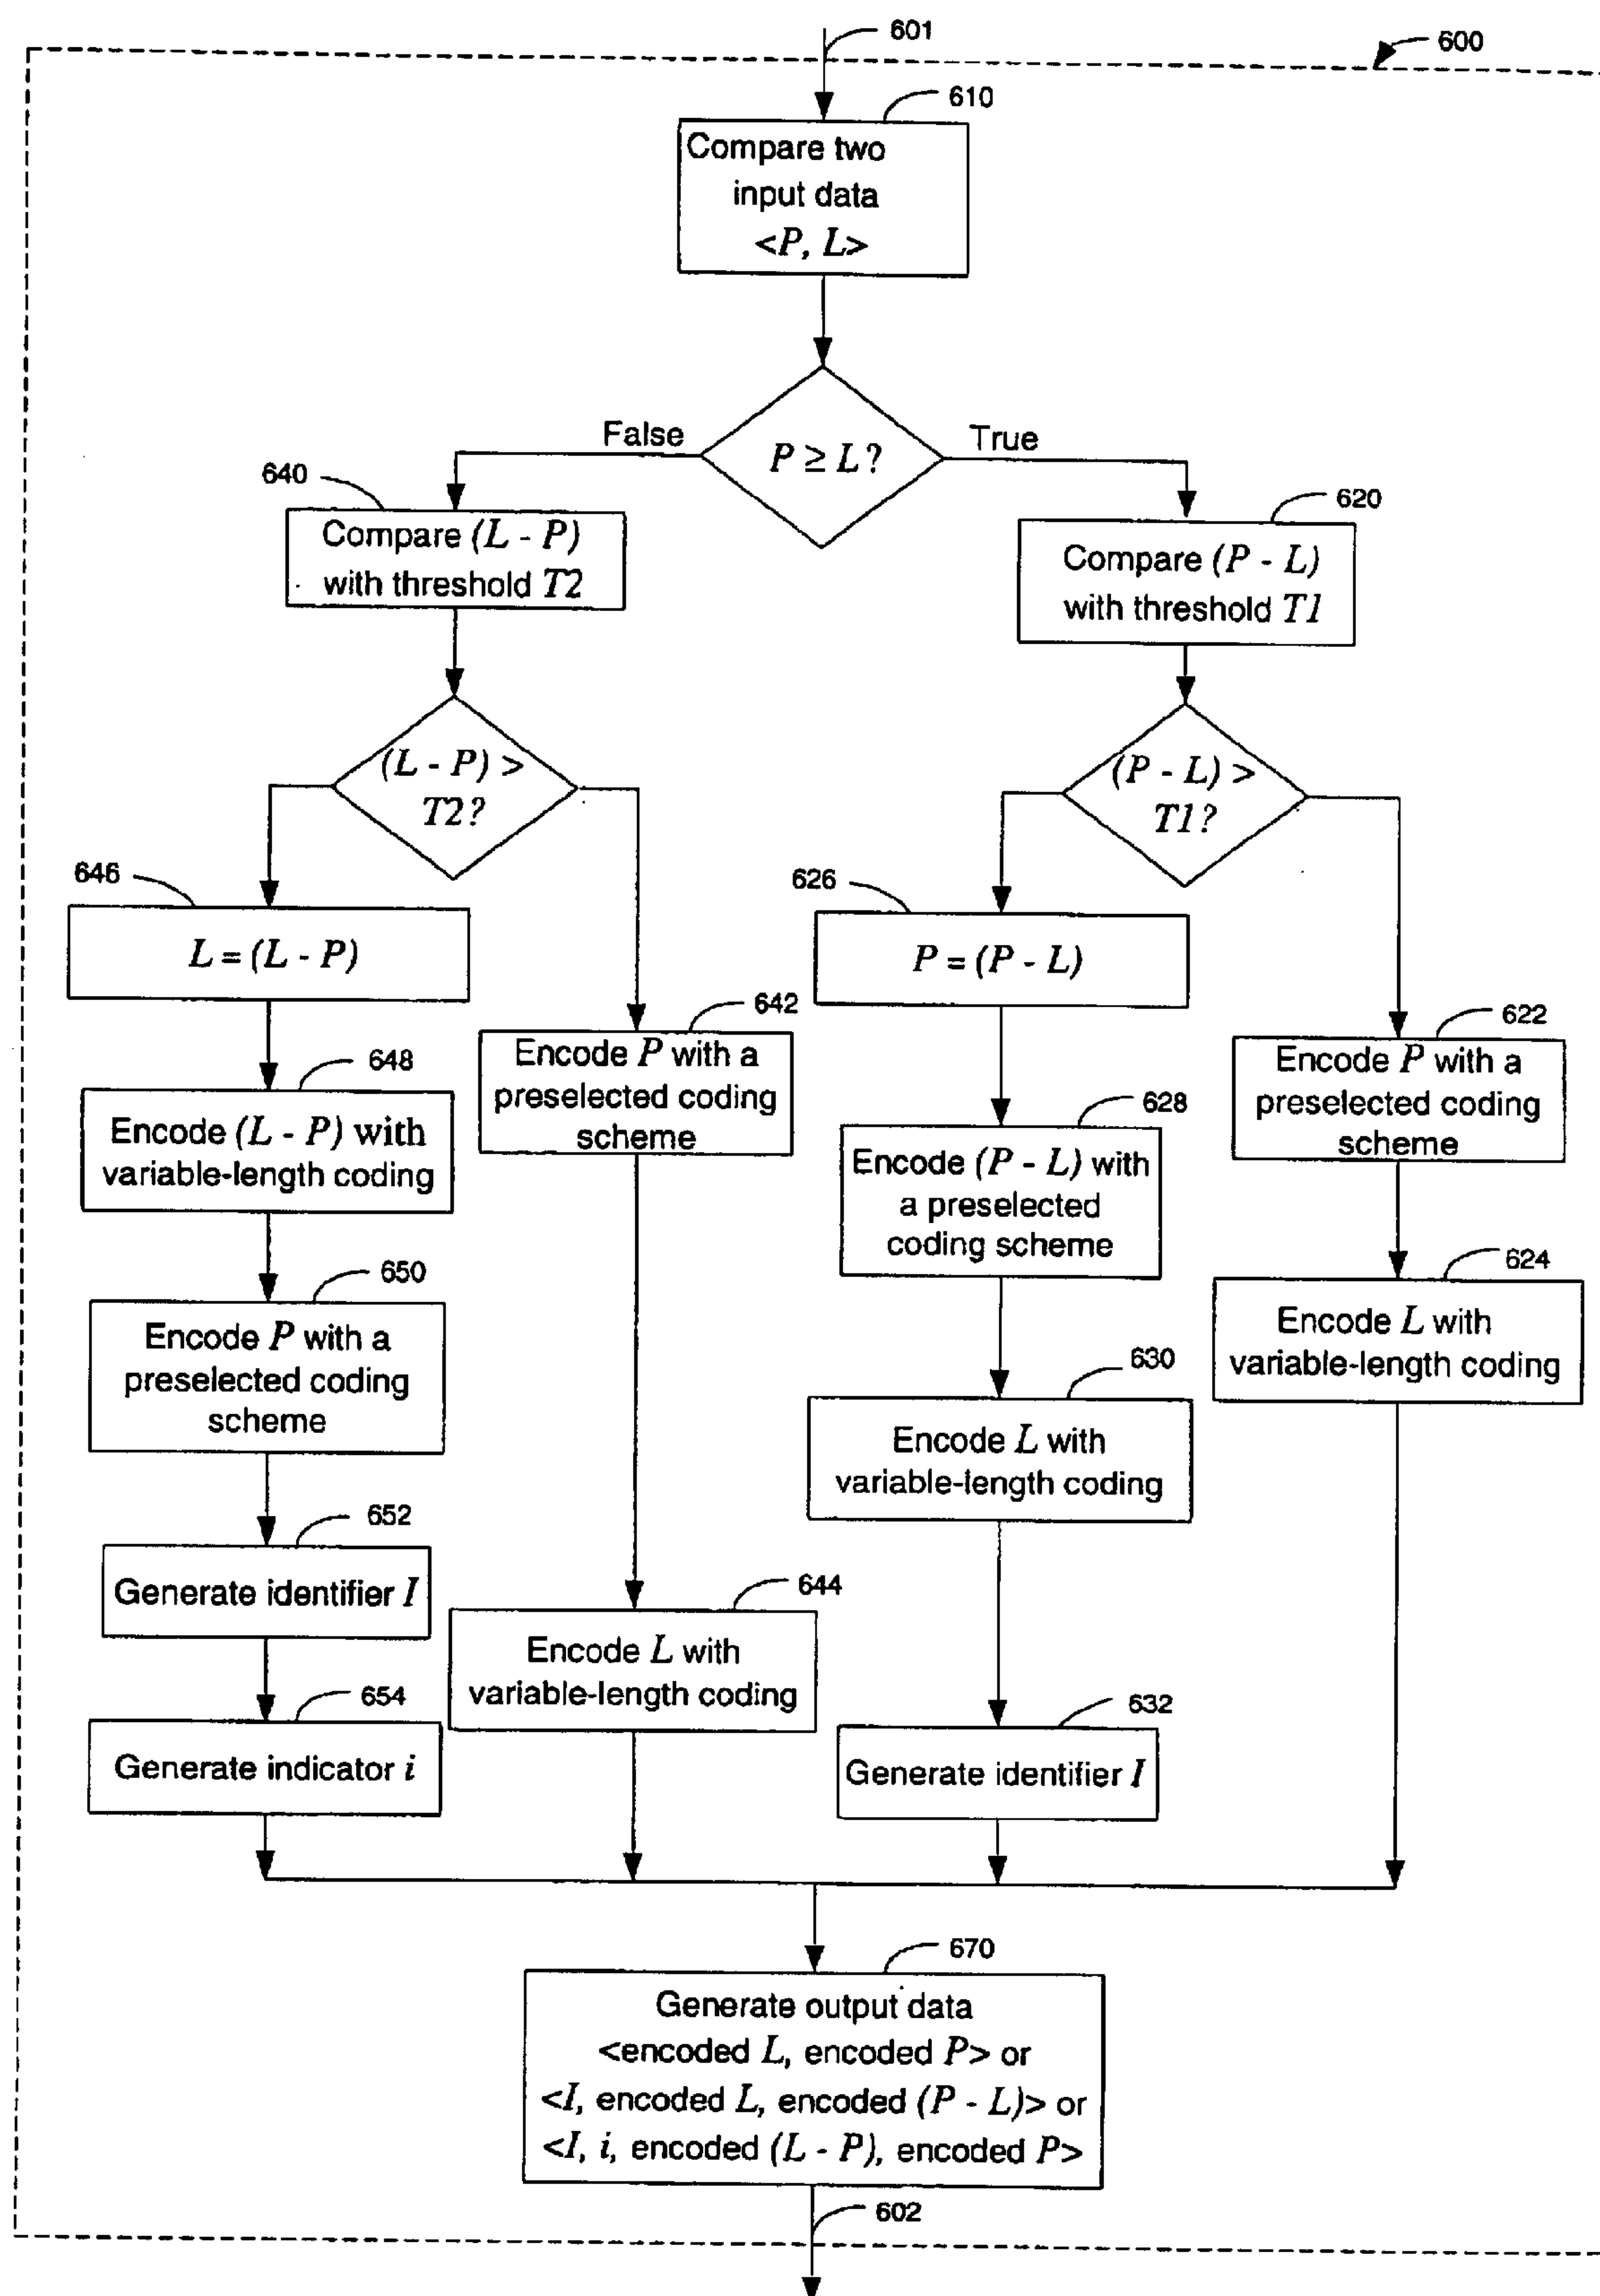 601
600
610
Compare two
input data
<P, L>
False
P ≥ L?
True
640
Compare (L - P)
with threshold T2
620
Compare (P - L)
with threshold T1
(L - P) >
T2?
(P - L) >
T1?
646
L = (L - P)
626
P = (P - L)
642
Encode P with a
preselected coding
scheme
622
Encode P with a
preselected coding
scheme
648
Encode (L - P) with
variable-length coding
628
Encode (P - L) with
a preselected
coding scheme
650
Encode P with a
preselected coding
scheme
624
Encode L with
variable-length coding
630
Encode L with
variable-length coding
652
Generate identifier I
644
Encode L with
variable-length coding
654
Generate indicator i
632
Generate identifier I
670
Generate output data
<encoded L, encoded P> or
<I, encoded L, encoded (P - L)> or
<I, i, encoded (L - P), encoded P>
602